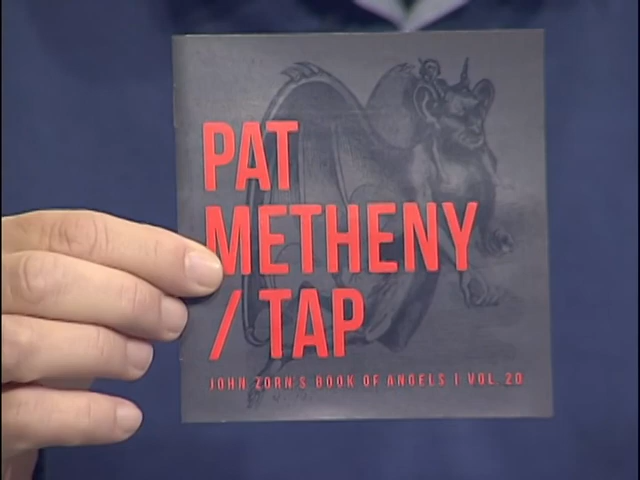 PAT
METHENY
/ TAP
JOHN ZORN'S BOOK OF ANGELS | VOL 20